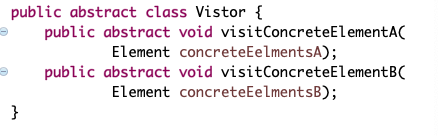 public abstract class Vistor {
public abstract void visitConcreteElementA(
Element concreteEelmentsA);
public abstract void visitConcreteElementB(
Element concreteEelmentsB);
}